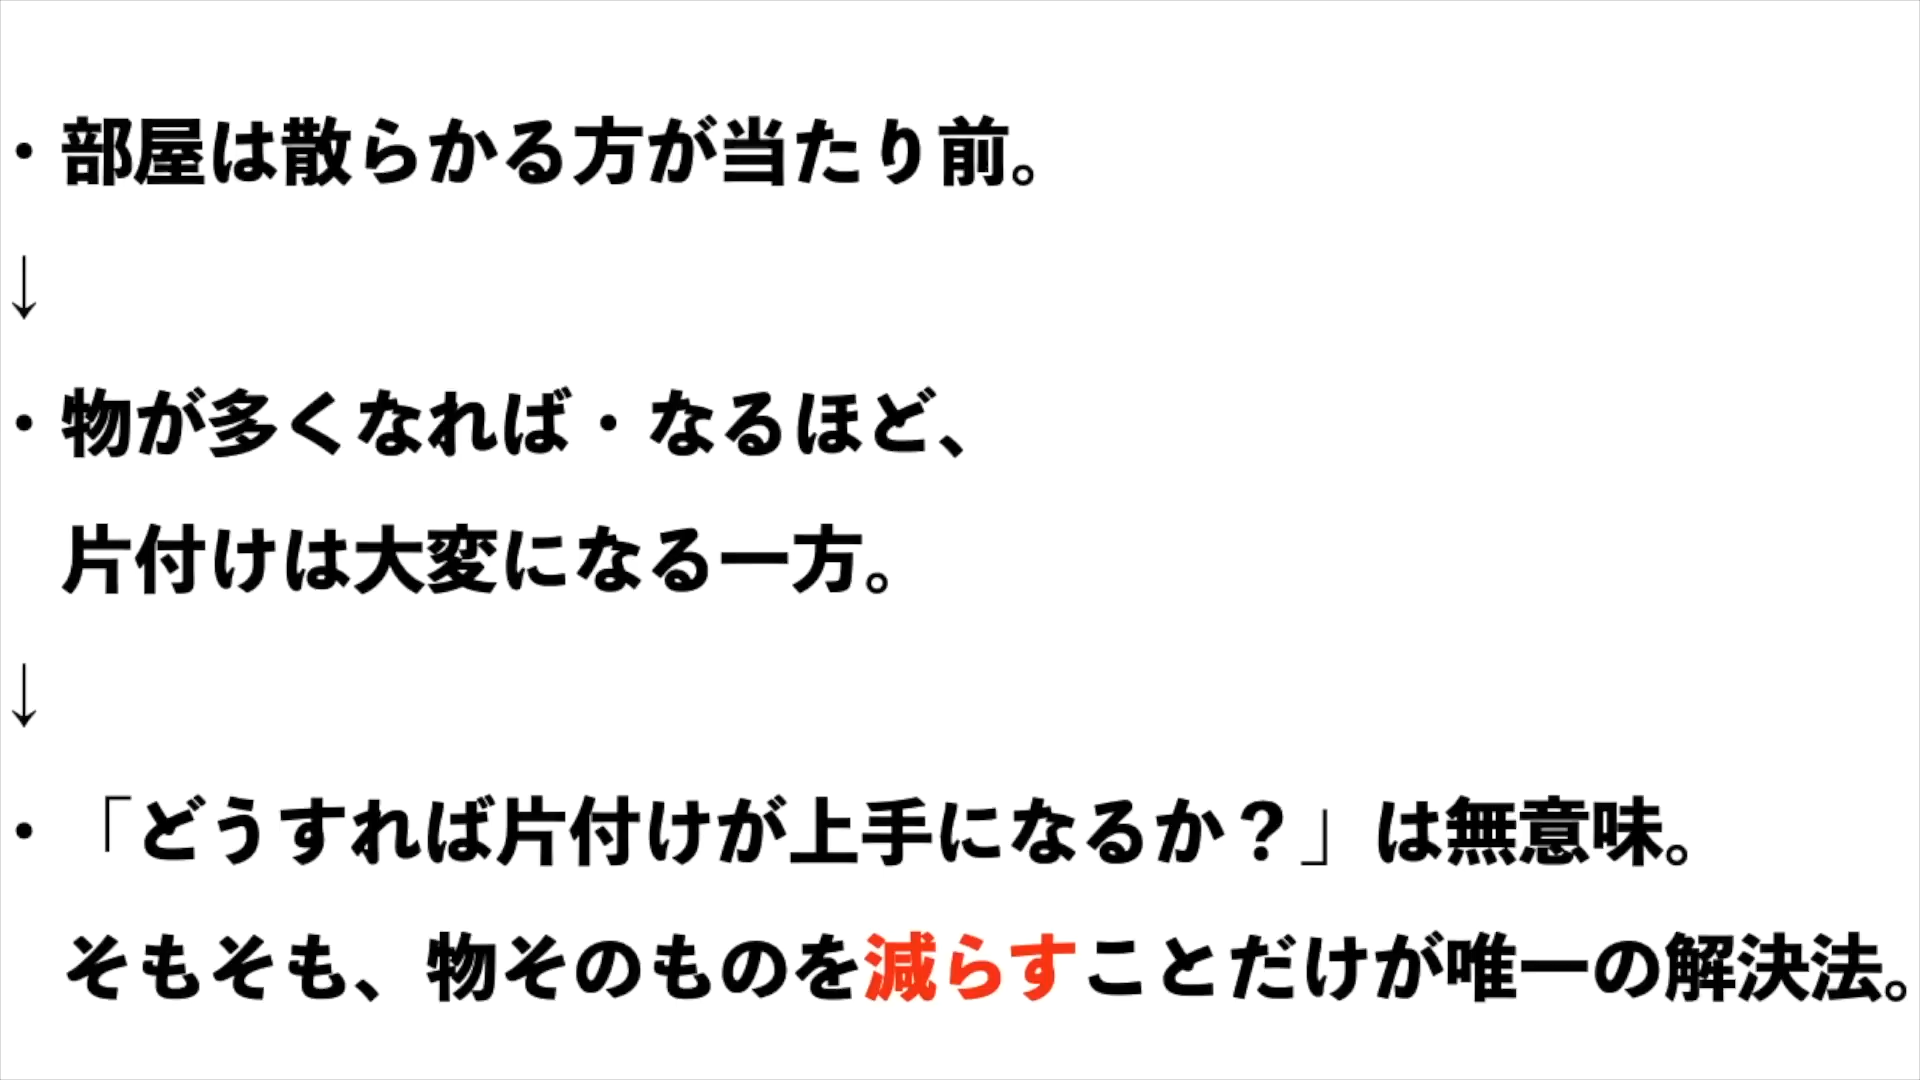 ・部屋は散らかる方が当たり前。
↓
・物が多くなれば・なるほど、
片付けは大変になる一方。
↓
・「どうすれば片付けが上手になるか？」は無意味。
そもそも、物そのものを減らすことだけが唯一の解決法。